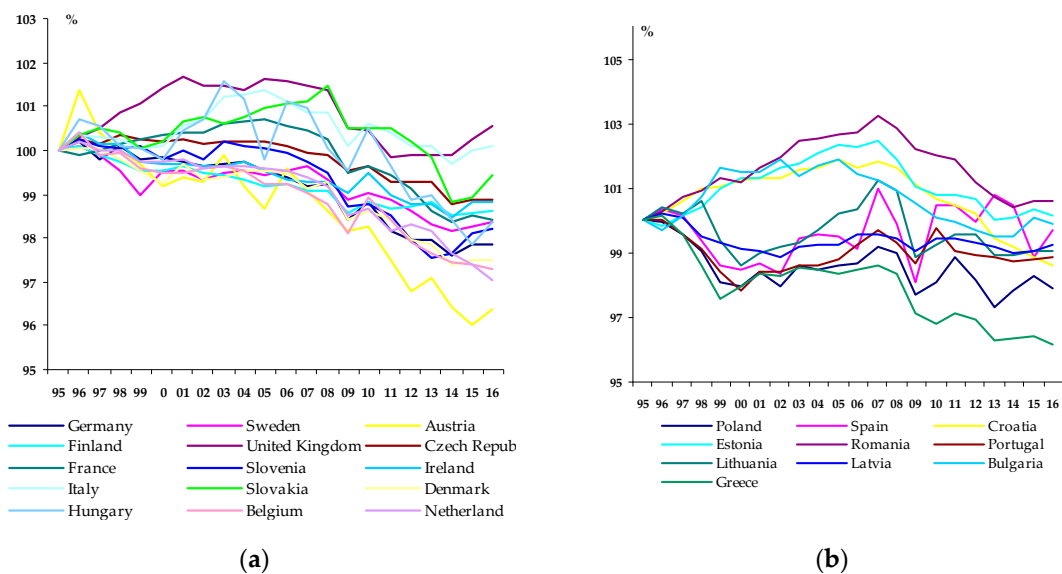 %
103
102
101
100
99
98
97
96
95
95 96 97 98 99 0 01 02 03 04 05 06 07 08 09 10 11 12 13 14 15 16
Germany Sweden Austria
Finland United Kingdom Czech Repub
France Slovenia Ireland
Italy Slovakia Denmark
Hungary Belgium Netherland
(a)
%
105
103
101
99
97
95
95 96 97 98 99 00 01 02 03 04 05 06 07 08 09 10 11 12 13 14 15 16
Poland Spain Croatia
Estonia Romania Portugal
Lithuania Latvia Bulgaria
Greece
(b)